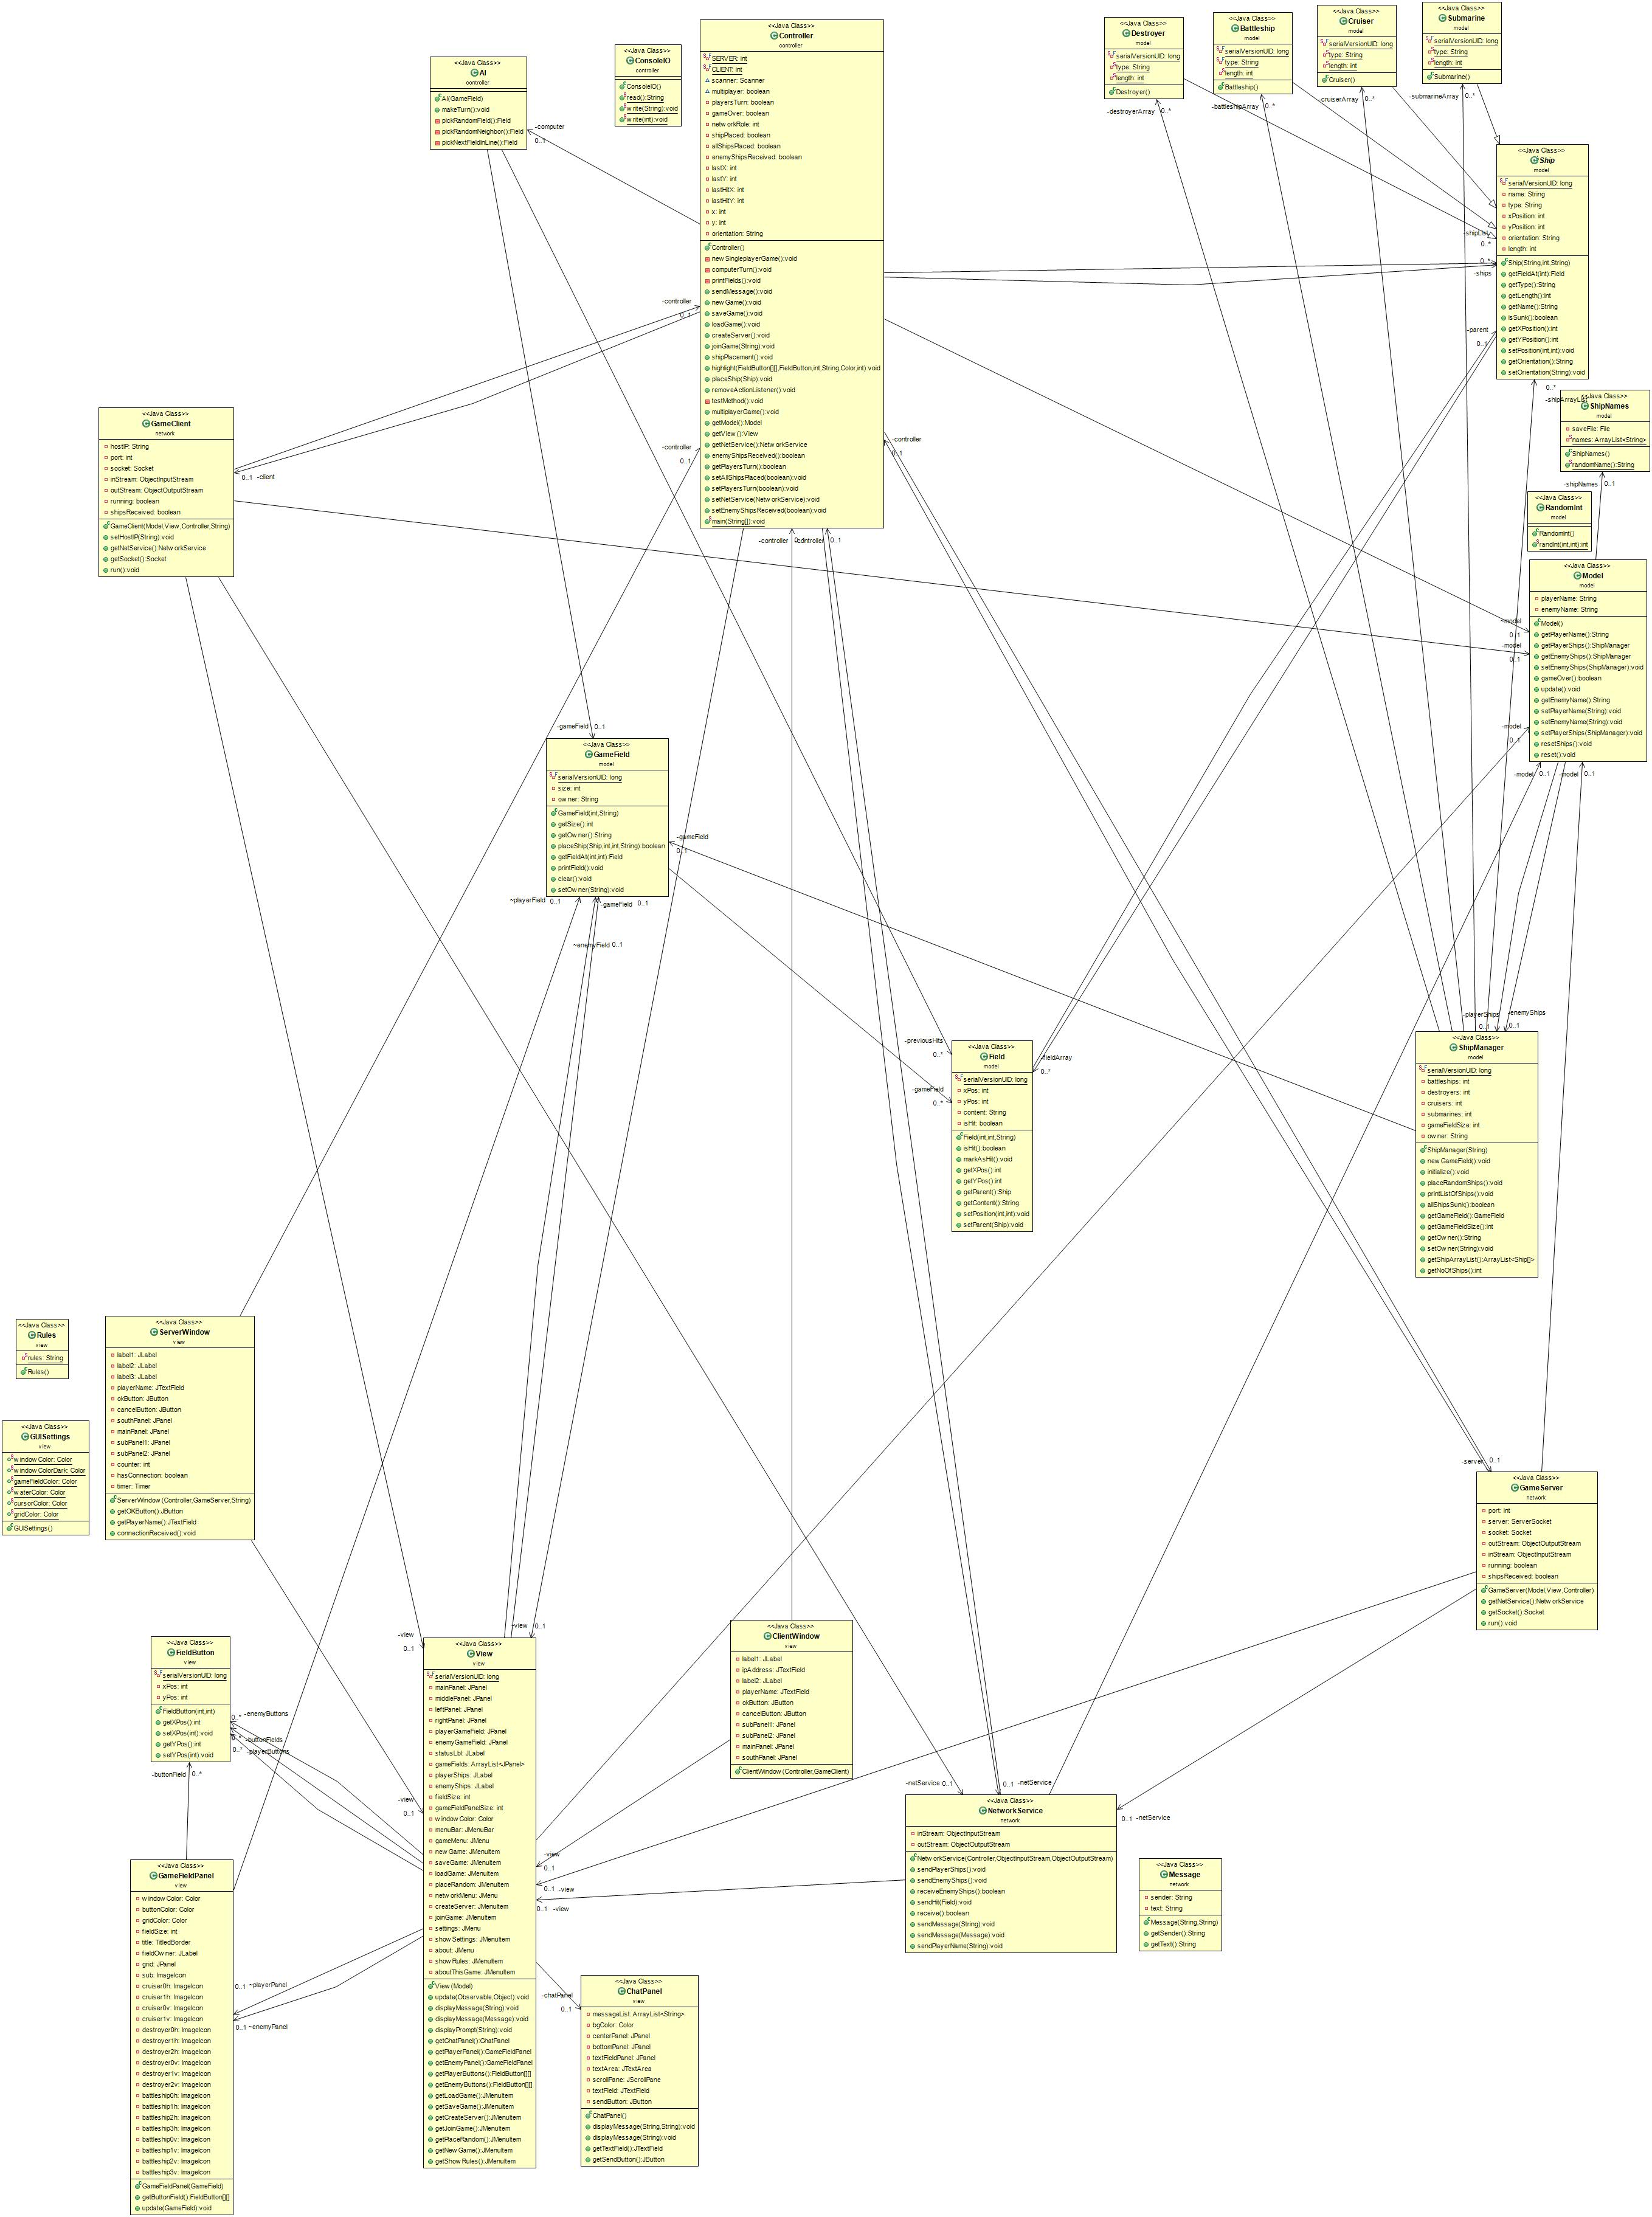 <<Java Class>>
Controller
controller
SERVER: int
CLIENT: int
scanner: Scanner
multiplayer: boolean
playersTurn: boolean
gameOver: boolean
networkRole: int
shipPlaced: boolean
allShipsPlaced: boolean
enemyShipsReceived: boolean
lastX: int
lastY: int
lastHitX: int
lastHitY: int
x: int
y: int
orientation: String
Controller()
newSingleplayerGame():void
computerTurn():void
printFields():void
sendMessage():void
newGame():void
saveGame():void
loadGame():void
createServer():void
joinGame(String):void
shipPlacement():void
highlight(FieldButton[][],FieldButton,int,String,Color,int):void
placeShip(Ship):void
removeActionListener():void
testMethod():void
multiplayerGame():void
getModel():Model
getView():View
getNetService():NetworkService
enemyShipsReceived():boolean
getPlayersTurn():boolean
setAllShipsPlaced(boolean):void
setPlayersTurn(boolean):void
setNetService(NetworkService):void
setEnemyShipsReceived(boolean):void
main(String[]):void
<<Java Class>>
AI
controller
AI(GameField)
makeTurn():void
pickRandomField():Field
pickRandomNeighbor():Field
pickNextFieldInLine():Field
-computer
0..1
<<Java Class>>
ConsoleIO
controller
ConsoleIO()
read():String
write(String):void
write(int):void
<<Java Class>>
Destroyer
model
serialVersionUID: long
type: String
length: int
Destroyer()
-destroyerArray
0..*
<<Java Class>>
Battleship
model
serialVersionUID: long
type: String
length: int
Battleship()
-battleshipArray
0..*
<<Java Class>>
Cruiser
model
serialVersionUID: long
type: String
length: int
Cruiser()
-cruiserArray
0..*
<<Java Class>>
Submarine
model
serialVersionUID: long
type: String
length: int
Submarine()
-submarineArray
0..*
<<Java Class>>
Ship
model
serialVersionUID: long
name: String
type: String
xPosition: int
yPosition: int
orientation: String
length: int
Ship(String,int,String)
getFieldAt(int):Field
getType():String
getLength():int
getName():String
isSunk():boolean
getXPosition():int
getYPosition():int
setPosition(int,int):void
getOrientation():String
setOrientation(String):void
-shipList
0..*
0..*
-ships
-parent
0..1
0..*
-shipArrayList
<<Java Class>>
ShipNames
model
saveFile: File
names: ArrayList<String>
ShipNames()
randomName():String
-shipNames
0..1
<<Java Class>>
RandomInt
model
RandomInt()
randInt(int,int):int
<<Java Class>>
Model
model
playerName: String
enemyName: String
Model()
getPlayerName():String
getPlayerShips():ShipManager
getEnemyShips():ShipManager
setEnemyShips(ShipManager):void
gameOver():boolean
update():void
getEnemyName():String
setPlayerName(String):void
setEnemyName(String):void
setPlayerShips(ShipManager):void
resetShips():void
reset():void
~model
0..1
-model
0..1
-model
0..1
-model
0..1
-model
0..1
<<Java Class>>
GameClient
network
hostIP: String
port: int
socket: Socket
inStream: ObjectInputStream
outStream: ObjectOutputStream
running: boolean
shipsReceived: boolean
GameClient(Model,View,Controller,String)
setHostIP(String):void
getNetService():NetworkService
getSocket():Socket
run():void
0..1
-client
-controller
0..1
-controller
0..1
-controller
0..1
-controller
0..1
-controller
0..1
<<Java Class>>
GameField
model
serialVersionUID: long
size: int
owner: String
GameField(int,String)
getSize():int
getOwner():String
placeShip(Ship,int,int,String):boolean
getFieldAt(int,int):Field
printField():void
clear():void
setOwner(String):void
-gameField
0..1
-gameField
0..1
~playerField
0..1
-gameField
0..1
~enemyField
0..1
<<Java Class>>
Field
model
serialVersionUID: long
xPos: int
yPos: int
content: String
isHit: boolean
Field(int,int,String)
isHit():boolean
markAsHit():void
getXPos():int
getYPos():int
getParent():Ship
getContent():String
setPosition(int,int):void
setParent(Ship):void
-previousHits
0..*
-gameField
0..*
-fieldArray
0..*
<<Java Class>>
ShipManager
model
serialVersionUID: long
battleships: int
destroyers: int
cruisers: int
submarines: int
gameFieldSize: int
owner: String
ShipManager(String)
newGameField():void
initialize():void
placeRandomShips():void
printListOfShips():void
allShipsSunk():boolean
getGameField():GameField
getGameFieldSize():int
getOwner():String
setOwner(String):void
getShipArrayList():ArrayList<Ship[]>
getNoOfShips():int
-playerShips
0..1
-enemyShips
0..1
<<Java Class>>
Rules
view
rules: String
Rules()
<<Java Class>>
GUISettings
view
windowColor: Color
windowColorDark: Color
gameFieldColor: Color
waterColor: Color
cursorColor: Color
gridColor: Color
GUISettings()
<<Java Class>>
ServerWindow
view
label1: JLabel
label2: JLabel
label3: JLabel
playerName: JTextField
okButton: JButton
cancelButton: JButton
southPanel: JPanel
mainPanel: JPanel
subPanel1: JPanel
subPanel2: JPanel
counter: int
hasConnection: boolean
timer: Timer
ServerWindow(Controller,GameServer,String)
getOKButton():JButton
getPlayerName():JTextField
connectionReceived():void
<<Java Class>>
GameServer
network
port: int
server: ServerSocket
socket: Socket
outStream: ObjectOutputStream
inStream: ObjectInputStream
running: boolean
shipsReceived: boolean
GameServer(Model,View,Controller)
getNetService():NetworkService
getSocket():Socket
run():void
-server
0..1
<<Java Class>>
FieldButton
view
serialVersionUID: long
xPos: int
yPos: int
FieldButton(int,int)
getXPos():int
setXPos(int):void
getYPos():int
setYPos(int):void
0..*
-enemyButtons
0..*
-buttonFields
0..*
-playerButtons
-buttonField
0..*
<<Java Class>>
View
view
serialVersionUID: long
mainPanel: JPanel
middlePanel: JPanel
leftPanel: JPanel
rightPanel: JPanel
playerGameField: JPanel
enemyGameField: JPanel
statusLbl: JLabel
gameFields: ArrayList<JPanel>
playerShips: JLabel
enemyShips: JLabel
fieldSize: int
gameFieldPanelSize: int
windowColor: Color
menuBar: JMenuBar
gameMenu: JMenu
newGame: JMenuItem
saveGame: JMenuItem
loadGame: JMenuItem
placeRandom: JMenuItem
networkMenu: JMenu
createServer: JMenuItem
joinGame: JMenuItem
settings: JMenu
showSettings: JMenuItem
about: JMenu
showRules: JMenuItem
aboutThisGame: JMenuItem
View(Model)
update(Observable,Object):void
displayMessage(String):void
displayMessage(Message):void
displayPrompt(String):void
getChatPanel():ChatPanel
getPlayerPanel():GameFieldPanel
getEnemyPanel():GameFieldPanel
getPlayerButtons():FieldButton[][]
getEnemyButtons():FieldButton[][]
getLoadGame():JMenuItem
getSaveGame():JMenuItem
getCreateServer():JMenuItem
getJoinGame():JMenuItem
getPlaceRandom():JMenuItem
getNewGame():JMenuItem
getShowRules():JMenuItem
-view
0..1
~view
0..1
-view
0..1
-view
0..1
0..1
-view
0..1
-view
<<Java Class>>
ClientWindow
view
label1: JLabel
ipAddress: JTextField
label2: JLabel
playerName: JTextField
okButton: JButton
cancelButton: JButton
subPanel1: JPanel
subPanel2: JPanel
mainPanel: JPanel
southPanel: JPanel
ClientWindow(Controller,GameClient)
<<Java Class>>
NetworkService
network
inStream: ObjectInputStream
outStream: ObjectOutputStream
NetworkService(Controller,ObjectInputStream,ObjectOutputStream)
sendPlayerShips():void
sendEnemyShips():void
receiveEnemyShips():boolean
sendHit(Field):void
receive():boolean
sendMessage(String):void
sendMessage(Message):void
sendPlayerName(String):void
-netService
0..1
0..1
-netService
0..1
-netService
<<Java Class>>
Message
network
sender: String
text: String
Message(String,String)
getSender():String
getText():String
<<Java Class>>
GameFieldPanel
view
windowColor: Color
buttonColor: Color
gridColor: Color
fieldSize: int
title: TitledBorder
fieldOwner: JLabel
grid: JPanel
sub: ImageIcon
cruiser0h: ImageIcon
cruiser1h: ImageIcon
cruiser0v: ImageIcon
cruiser1v: ImageIcon
destroyer0h: ImageIcon
destroyer1h: ImageIcon
destroyer2h: ImageIcon
destroyer0v: ImageIcon
destroyer1v: ImageIcon
destroyer2v: ImageIcon
battleship0h: ImageIcon
battleship1h: ImageIcon
battleship2h: ImageIcon
battleship3h: ImageIcon
battleship0v: ImageIcon
battleship1v: ImageIcon
battleship2v: ImageIcon
battleship3v: ImageIcon
GameFieldPanel(GameField)
getButtonField():FieldButton[][]
update(GameField):void
0..1
~playerPanel
0..1
~enemyPanel
<<Java Class>>
ChatPanel
view
messageList: ArrayList<String>
bgColor: Color
centerPanel: JPanel
bottomPanel: JPanel
textFieldPanel: JPanel
textArea: JTextArea
scrollPane: JScrollPane
textField: JTextField
sendButton: JButton
ChatPanel()
displayMessage(String,String):void
displayMessage(String):void
getTextField():JTextField
getSendButton():JButton
-chatPanel
0..1